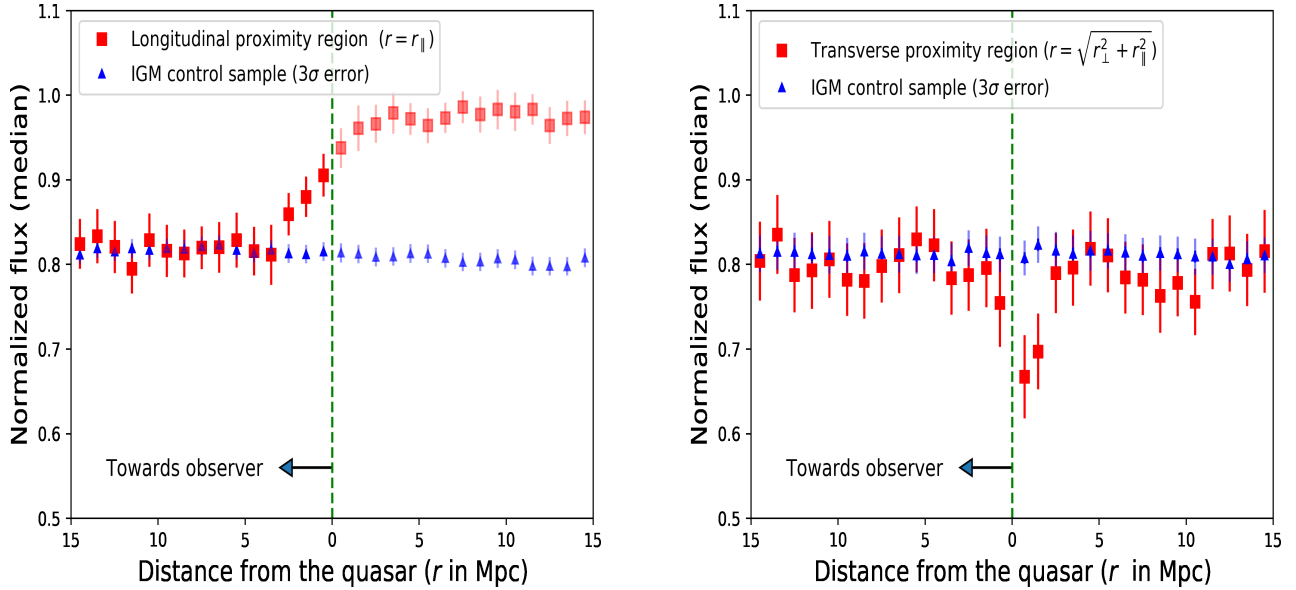 Normalized flux (median)
1.1
1.0
0.9
0.8
0.7
0.6
0.5
Longitudinal proximity region (r = r∥)
IGM control sample (3σ error)
Towards observer
15 10 5 0 5 10 15
Distance from the quasar (r in Mpc)
Normalized flux (median)
1.1
1.0
0.9
0.8
0.7
0.6
0.5
Transverse proximity region (r = √(r⊥² + r∥²))
IGM control sample (3σ error)
Towards observer
15 10 5 0 5 10 15
Distance from the quasar (r in Mpc)